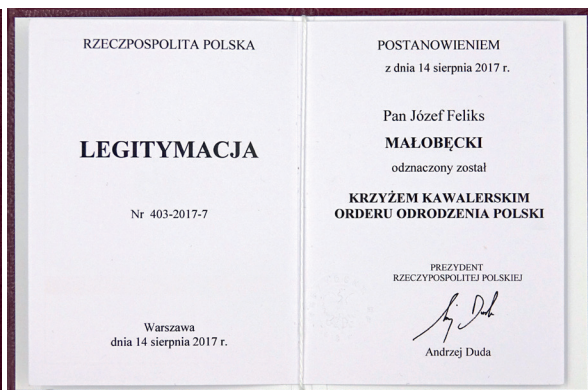 RZECZPOSPOLITA POLSKA
LEGITYMACJA
Nr 403-2017-7
Warszawa
dnia 14 sierpnia 2017 r.
POSTANOWIENIEM
z dnia 14 sierpnia 2017 r.
Pan Józef Feliks
MAŁOBĘCKI
odznaczony został
KRZYŻEM KAWALERSKIM
ORDERU ODRODZENIA POLSKI
PREZYDENT
RZECZYPOSPOLITEJ POLSKIEJ
Andrzej Duda